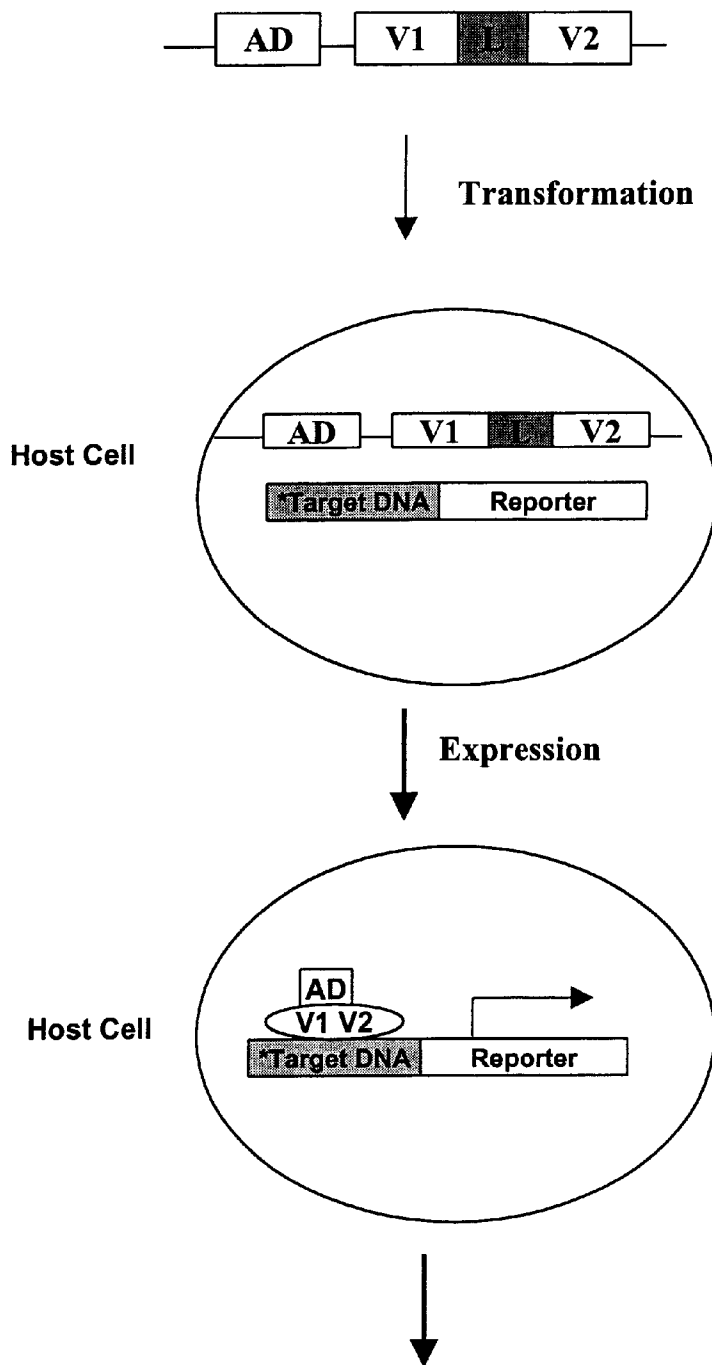 AD V1 L V2
Transformation
Host Cell
AD V1 L V2
*Target DNA Reporter
Expression
Host Cell
AD
V1 V2
*Target DNA Reporter